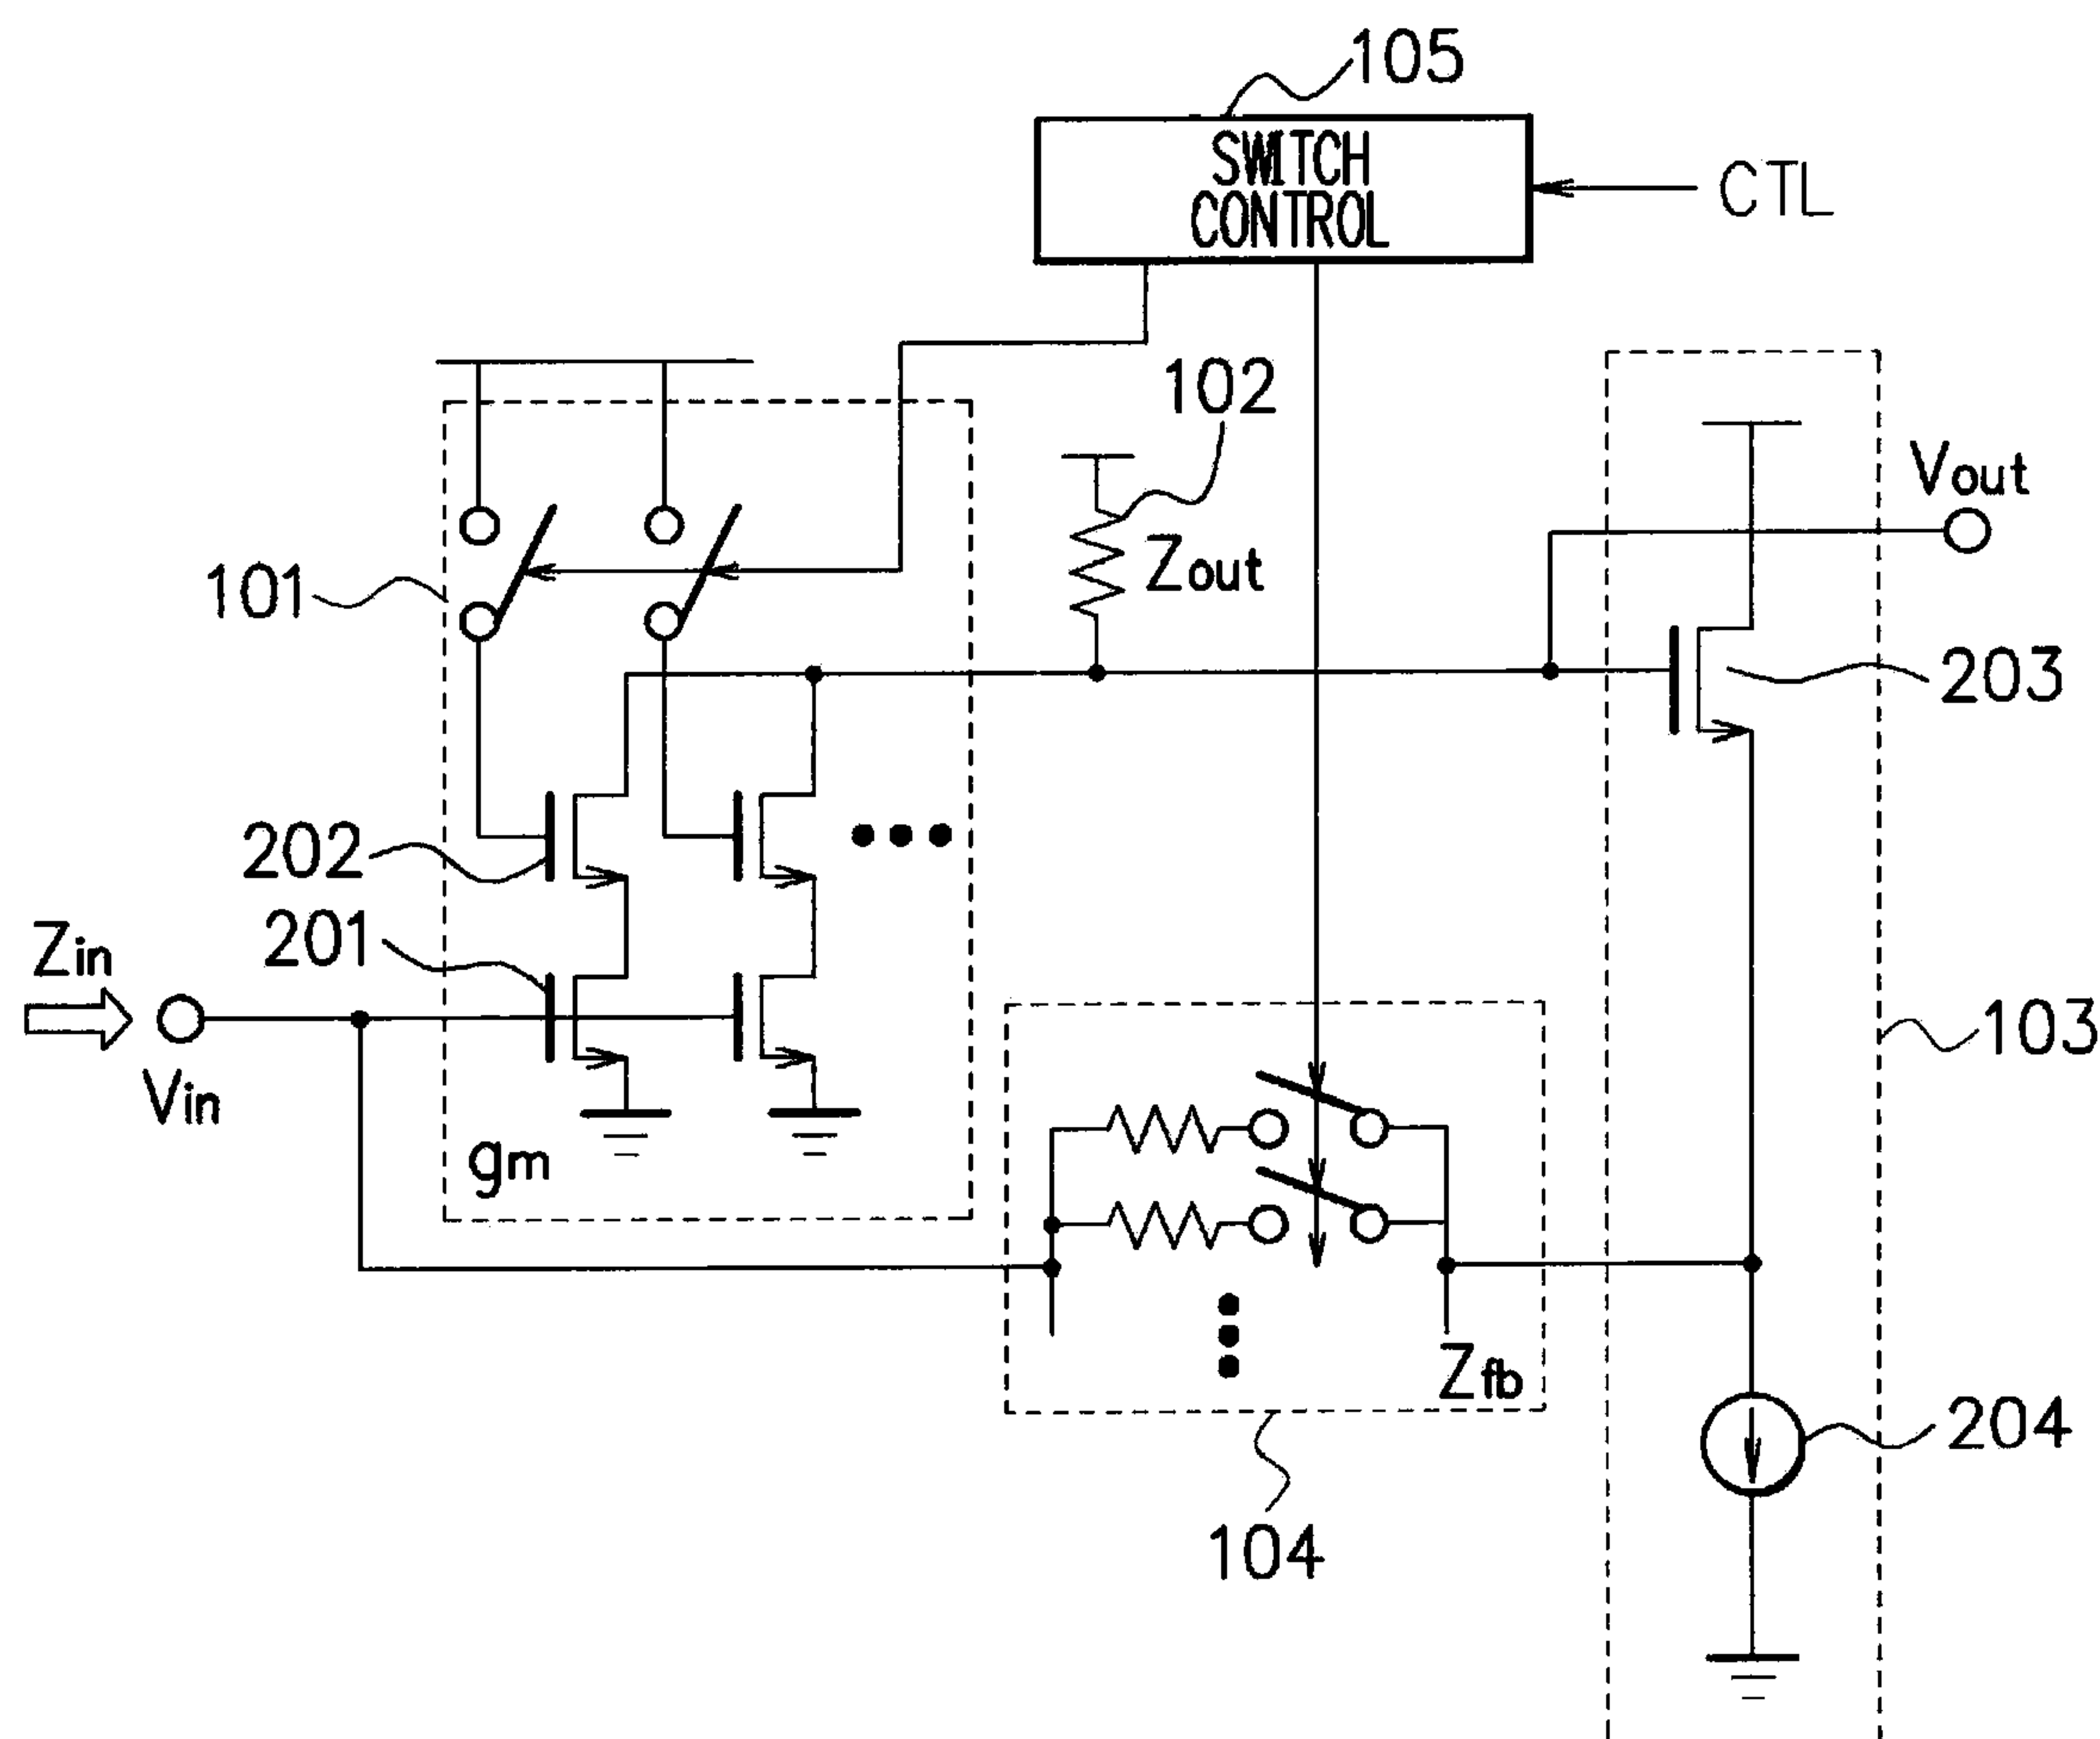 105
SWITCH
CONTROL
CTL
102
Vout
101
Zout
203
202
201
Zin
103
Vin
gm
Zfb
204
104